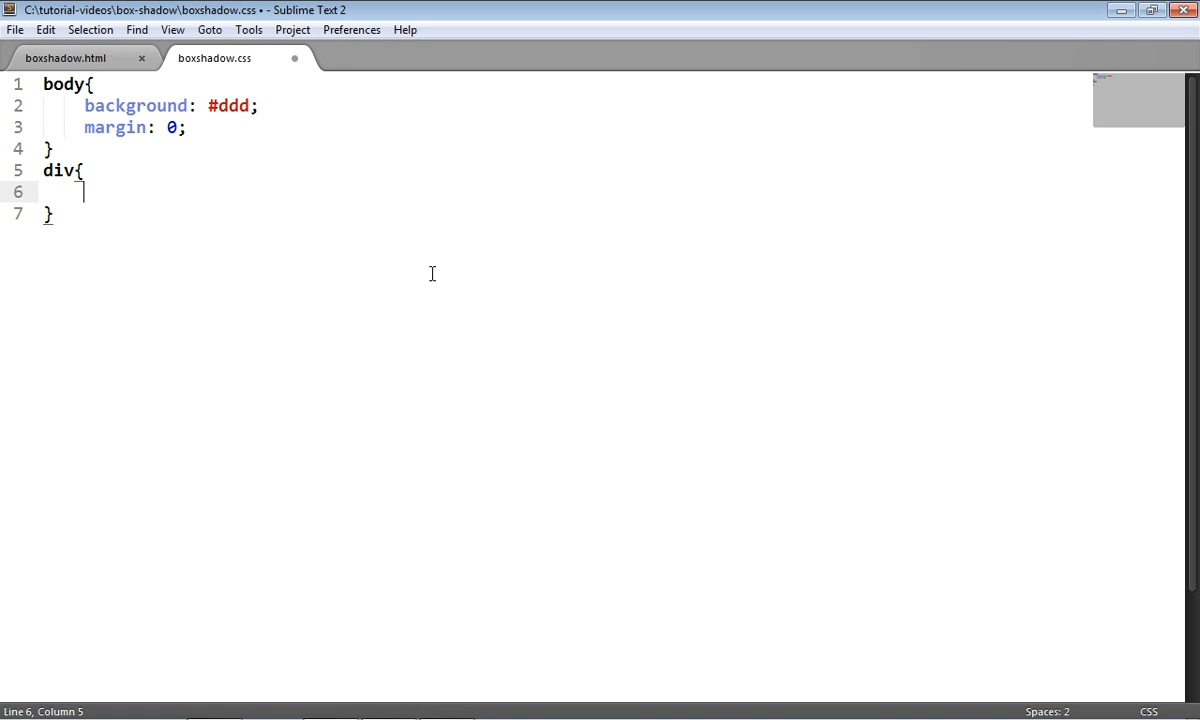 C:\tutorial-videos\box-shadow\boxshadow.css • - Sublime Text 2
File Edit Selection Find View Goto Tools Project Preferences Help
boxshadow.html × boxshadow.css
1 body{
2 background: #ddd;
3 margin: 0;
4 }
5 div{
6
7 }
Line 6, Column 5 Spaces: 2 CSS